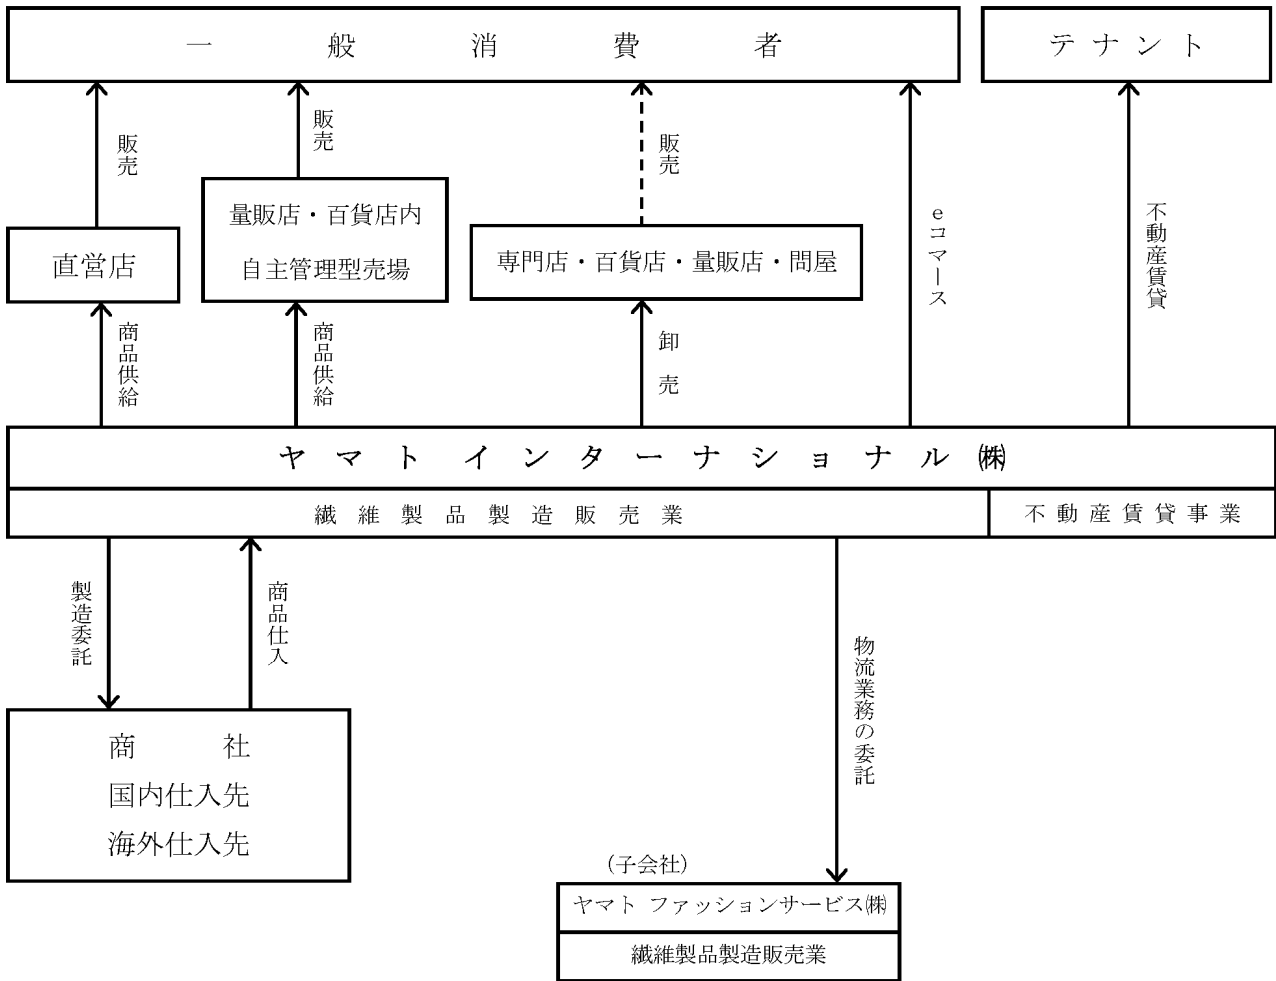 一般消費者
テナント
販売
販売
販売
eコマース
不動産賃貸
量販店・百貨店内
自主管理型売場
直営店
専門店・百貨店・量販店・問屋
商品供給
商品供給
卸売
ヤマトインターナショナル㈱
繊維製品製造販売業
不動産賃貸事業
製造委託
商品仕入
物流業務の委託
商社
国内仕入先
海外仕入先
(子会社)
ヤマト ファッションサービス㈱
繊維製品製造販売業